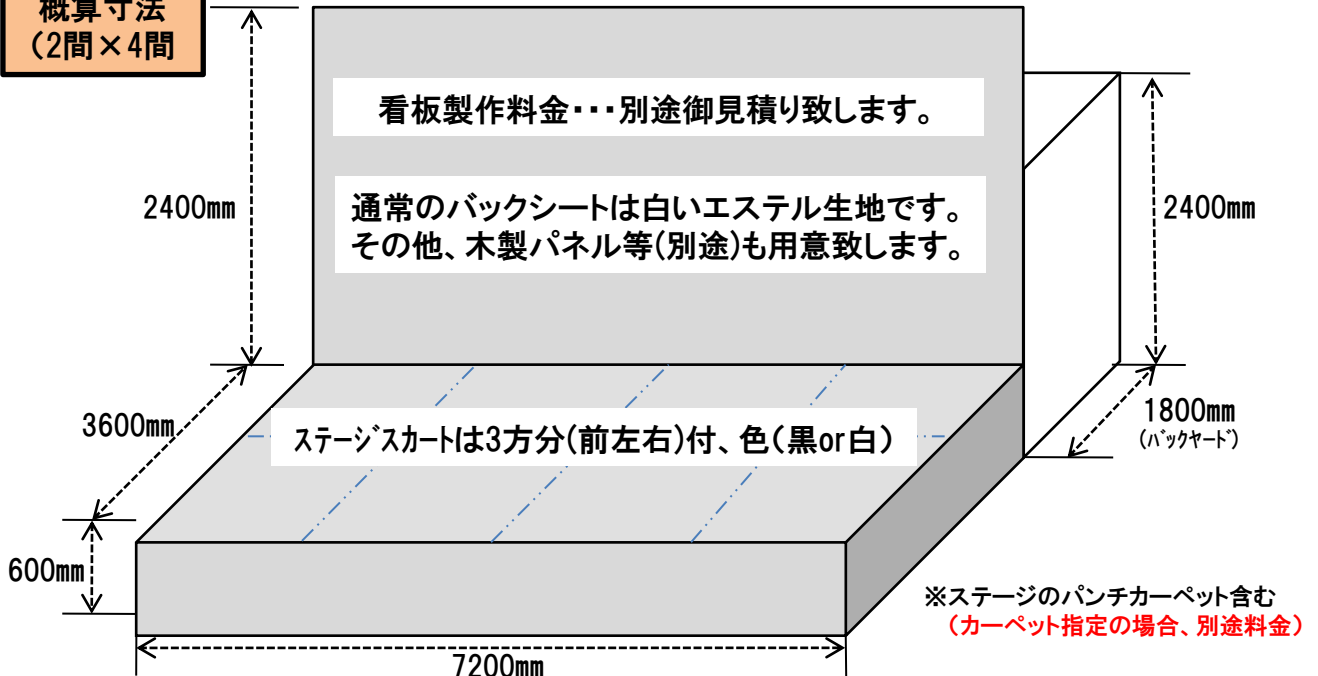 概算寸法
(2間×4間
看板製作料金・・・別途御見積り致します。
通常のバックシートは白いエステル生地です。
その他、木製パネル等(別途)も用意致します。
2400㎜
2400㎜
3600㎜
ステージスカートは3方分(前左右)付、色(黒or白)
1800㎜
(バックヤード)
600㎜
※ステージのパンチカーペット含む
(カーペット指定の場合、別途料金)
7200㎜